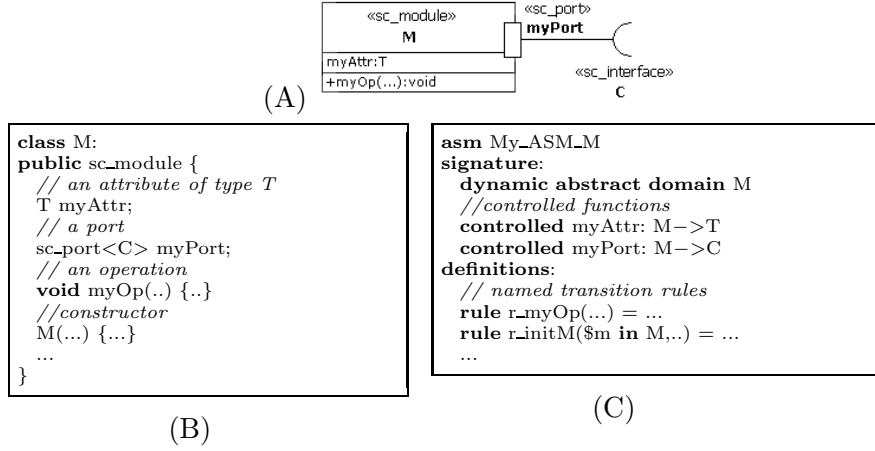 «sc_module»
M
myAttr:T
+myOp(...):void
«sc_port»
myPort
«sc_interface»
C
(A)
class M:
public sc_module {
// an attribute of type T
T myAttr;
// a port
sc_port<C> myPort;
// an operation
void myOp(..) {..}
//constructor
M(...) {...}
...
}
(B)
asm My_ASM_M
signature:
dynamic abstract domain M
//controlled functions
controlled myAttr: M->T
controlled myPort: M->C
definitions:
// named transition rules
rule r_myOp(...) = ...
rule r_initM($m in M,..) = ...
...
(C)